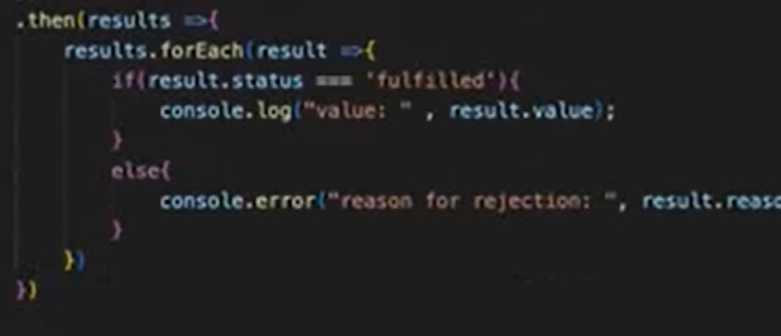 .then(results =>{
results.forEach(result =>{
if(result.status === 'fulfilled'){
console.log("value: " , result.value);
}
else{
console.error("reason for rejection: ", result.reaso
}
})
})